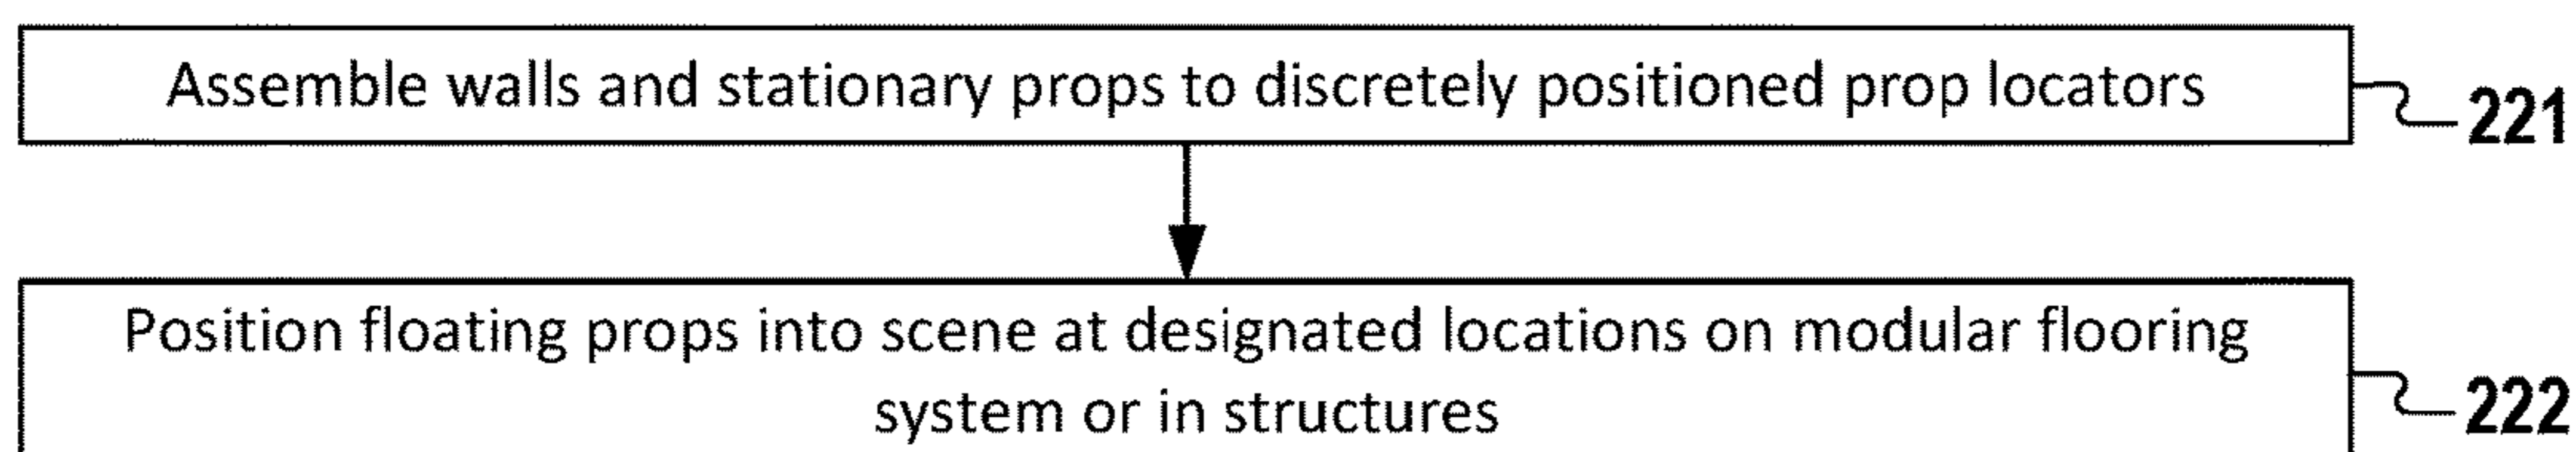 Assemble walls and stationary props to discretely positioned prop locators
221
Position floating props into scene at designated locations on modular flooring
system or in structures
222